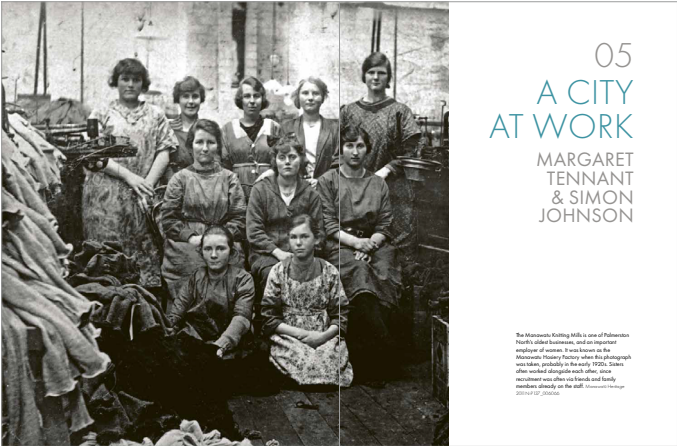 05
A CITY
AT WORK
MARGARET
TENNANT
& SIMON
JOHNSON
The Manawatu Knitting Mills is one of Palmerston
North's oldest businesses, and an important
employer of women. It was known as the
Manawatu Hosiery Factory when this photograph
was taken, probably in the early 1920s. Sisters
often worked alongside each other, since
recruitment was often via friends and family
members already on the staff. Manawatū Heritage